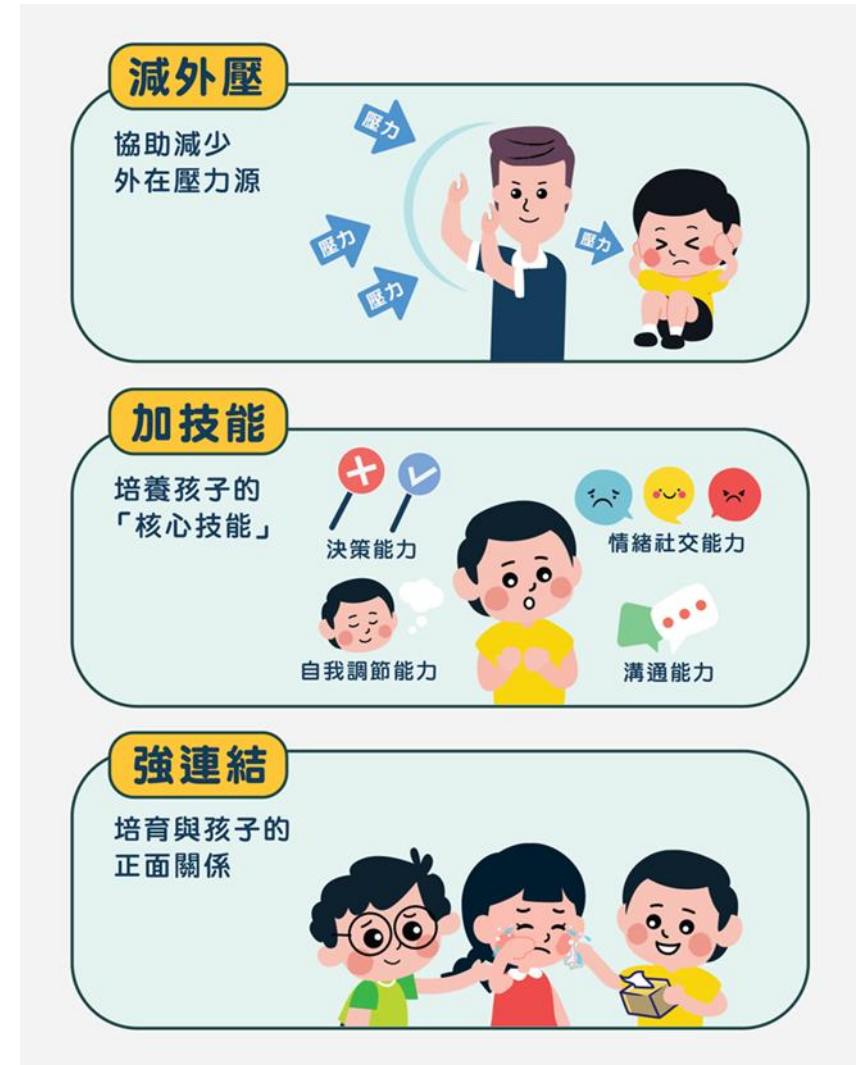 減外壓
協助減少
外在壓力源
壓力
壓力
壓力
壓力
加技能
培養孩子的
「核心技能」
決策能力
情緒社交能力
自我調節能力
溝通能力
強連結
培育與孩子的
正面關係